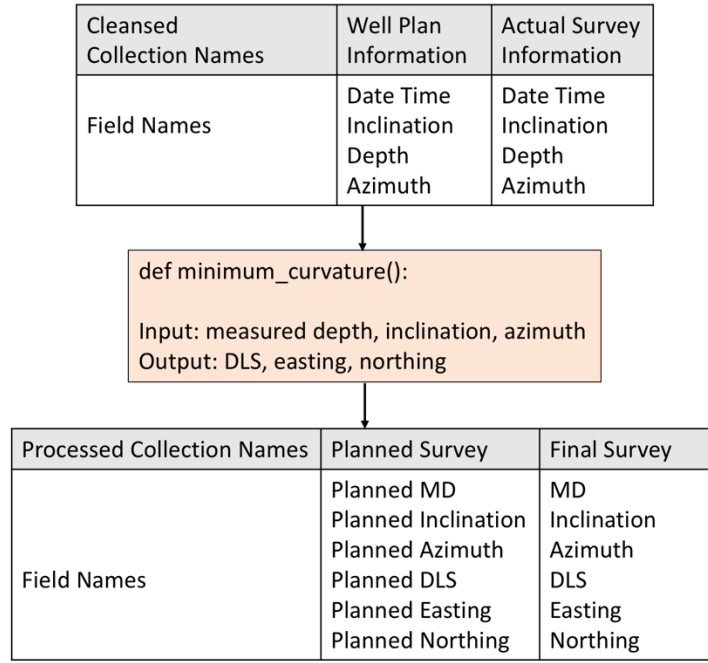 Cleansed
Collection Names
Well Plan
Information
Actual Survey
Information
Field Names
Date Time
Inclination
Depth
Azimuth
Date Time
Inclination
Depth
Azimuth
def minimum_curvature():
Input: measured depth, inclination, azimuth
Output: DLS, easting, northing
Processed Collection Names
Planned Survey
Final Survey
Field Names
Planned MD
Planned Inclination
Planned Azimuth
Planned DLS
Planned Easting
Planned Northing
MD
Inclination
Azimuth
DLS
Easting
Northing